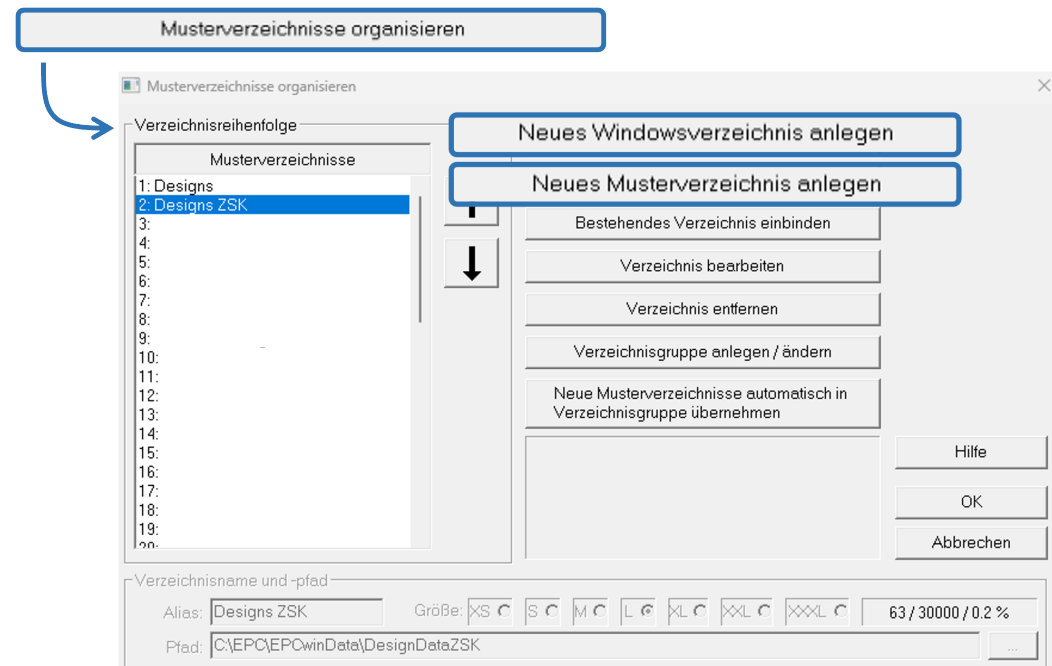 Musterverzeichnisse organisieren
Musterverzeichnisse organisieren
Verzeichnisreihenfolge
Neues Windowsverzeichnis anlegen
Musterverzeichnisse
Neues Musterverzeichnis anlegen
1: Designs
2: Designs ZSK
3:
4:
5:
6:
7:
8:
9:
10:
11:
12:
13:
14:
15:
16:
17:
18:
19:
20:
Bestehendes Verzeichnis einbinden
Verzeichnis bearbeiten
Verzeichnis entfernen
Verzeichnisgruppe anlegen / ändern
Neue Musterverzeichnisse automatisch in
Verzeichnisgruppe übernehmen
Hilfe
OK
Abbrechen
Verzeichnisname und -pfad
Alias: Designs ZSK Größe: XS S M L XL XXL XXXL 63 / 30000 / 0.2 %
Pfad: C:\EPC\EPCwinData\DesignDataZSK ...